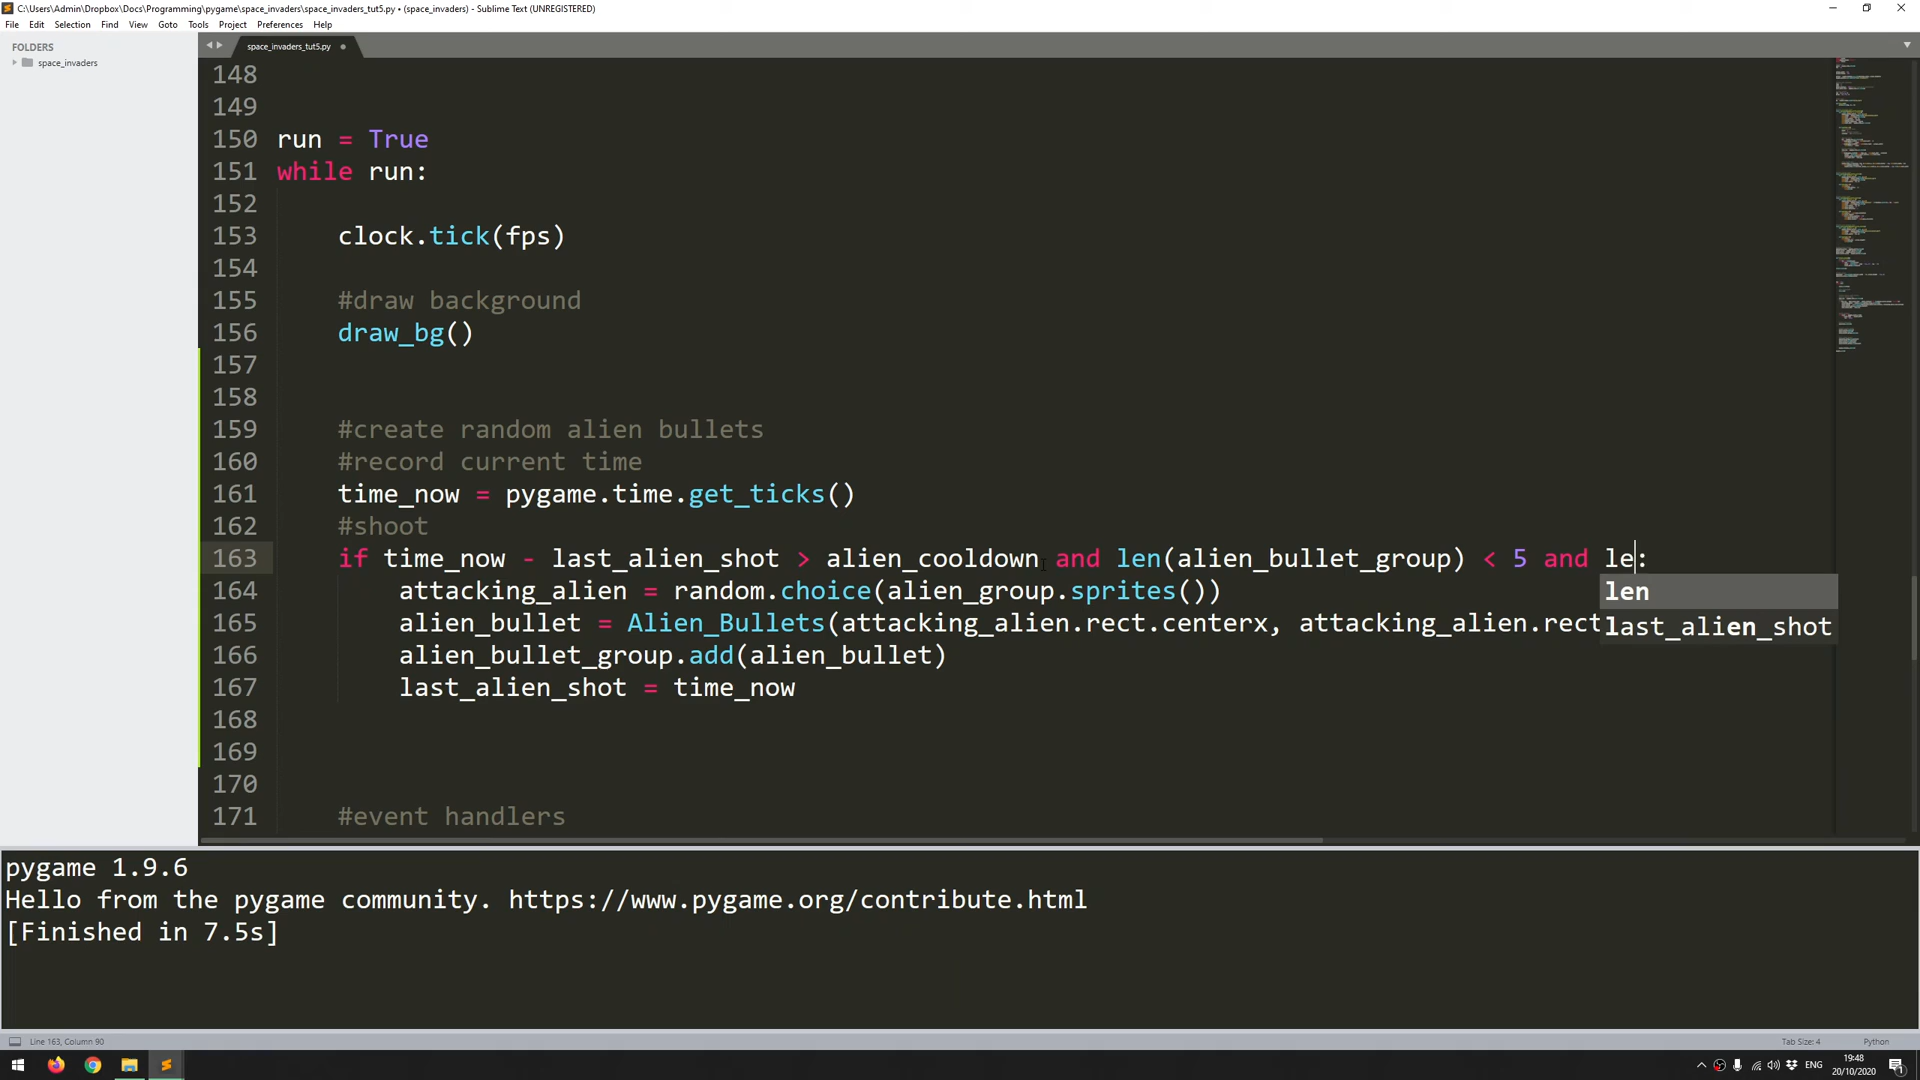 C:\Users\Admin\Dropbox\Docs\Programming\pygame\space_invaders\space_invaders_tut5.py • (space_invaders) - Sublime Text (UNREGISTERED)
File Edit Selection Find View Goto Tools Project Preferences Help
FOLDERS
space_invaders
space_invaders_tut5.py
148
149
150 run = True
151 while run:
152
153 clock.tick(fps)
154
155 #draw background
156 draw_bg()
157
158
159 #create random alien bullets
160 #record current time
161 time_now = pygame.time.get_ticks()
162 #shoot
163 if time_now - last_alien_shot > alien_cooldown and len(alien_bullet_group) < 5 and le:
164 attacking_alien = random.choice(alien_group.sprites())
len
165 alien_bullet = Alien_Bullets(attacking_alien.rect.centerx, attacking_alien.rect
last_alien_shot
166 alien_bullet_group.add(alien_bullet)
167 last_alien_shot = time_now
168
169
170
171 #event handlers
pygame 1.9.6
Hello from the pygame community. https://www.pygame.org/contribute.html
[Finished in 7.5s]
Line 163, Column 90
Tab Size: 4
Python
ENG
19:48
20/10/2020